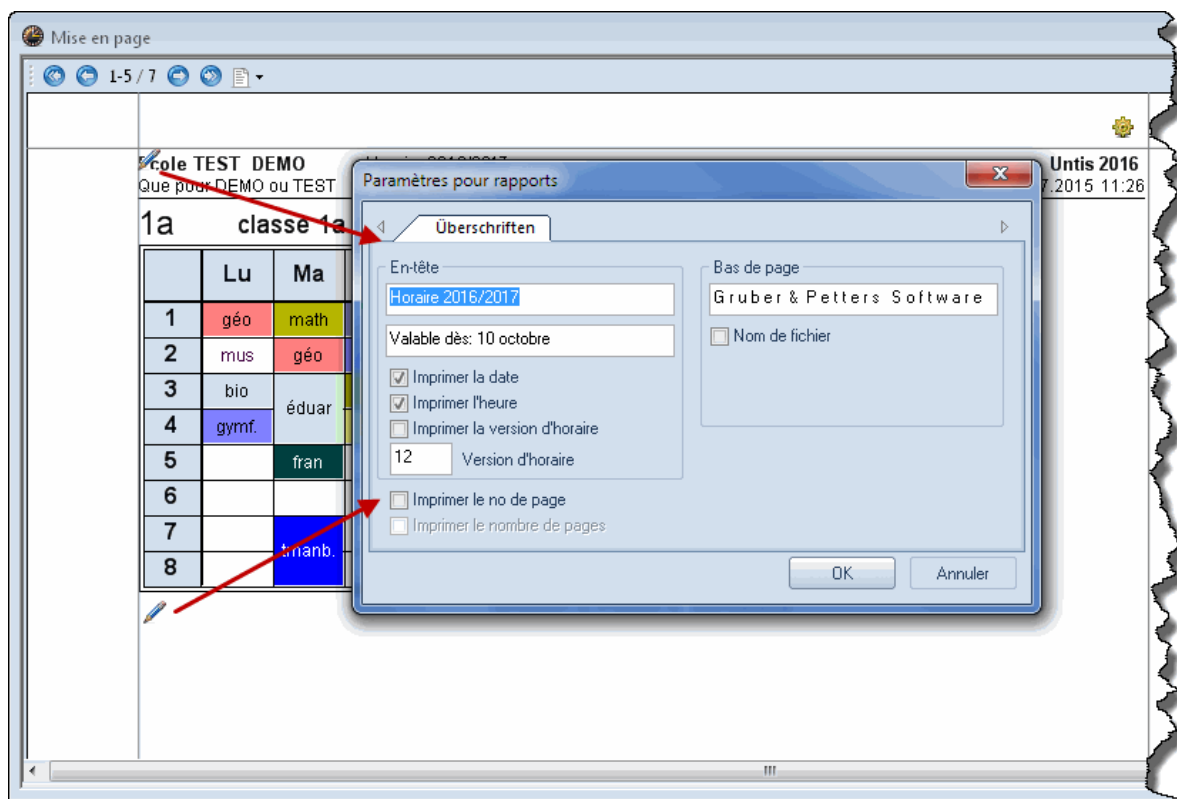 Mise en page
1-5 / 7
École TEST DEMO
Untis 2016
Que pour DEMO ou TEST
.2015 11:26
1a classe 1a
Lu Ma
1 géo math
2 mus géo
3 bio
éduar
4 gymf.
5 fran
6
7
tmanb.
8
Paramètres pour rapports
Überschriften
En-tête
Horaire 2016/2017
Valable dès: 10 octobre
Imprimer la date
Imprimer l'heure
Imprimer la version d'horaire
12 Version d'horaire
Imprimer le no de page
Imprimer le nombre de pages
Bas de page
Gruber & Petters Software
Nom de fichier
OK Annuler